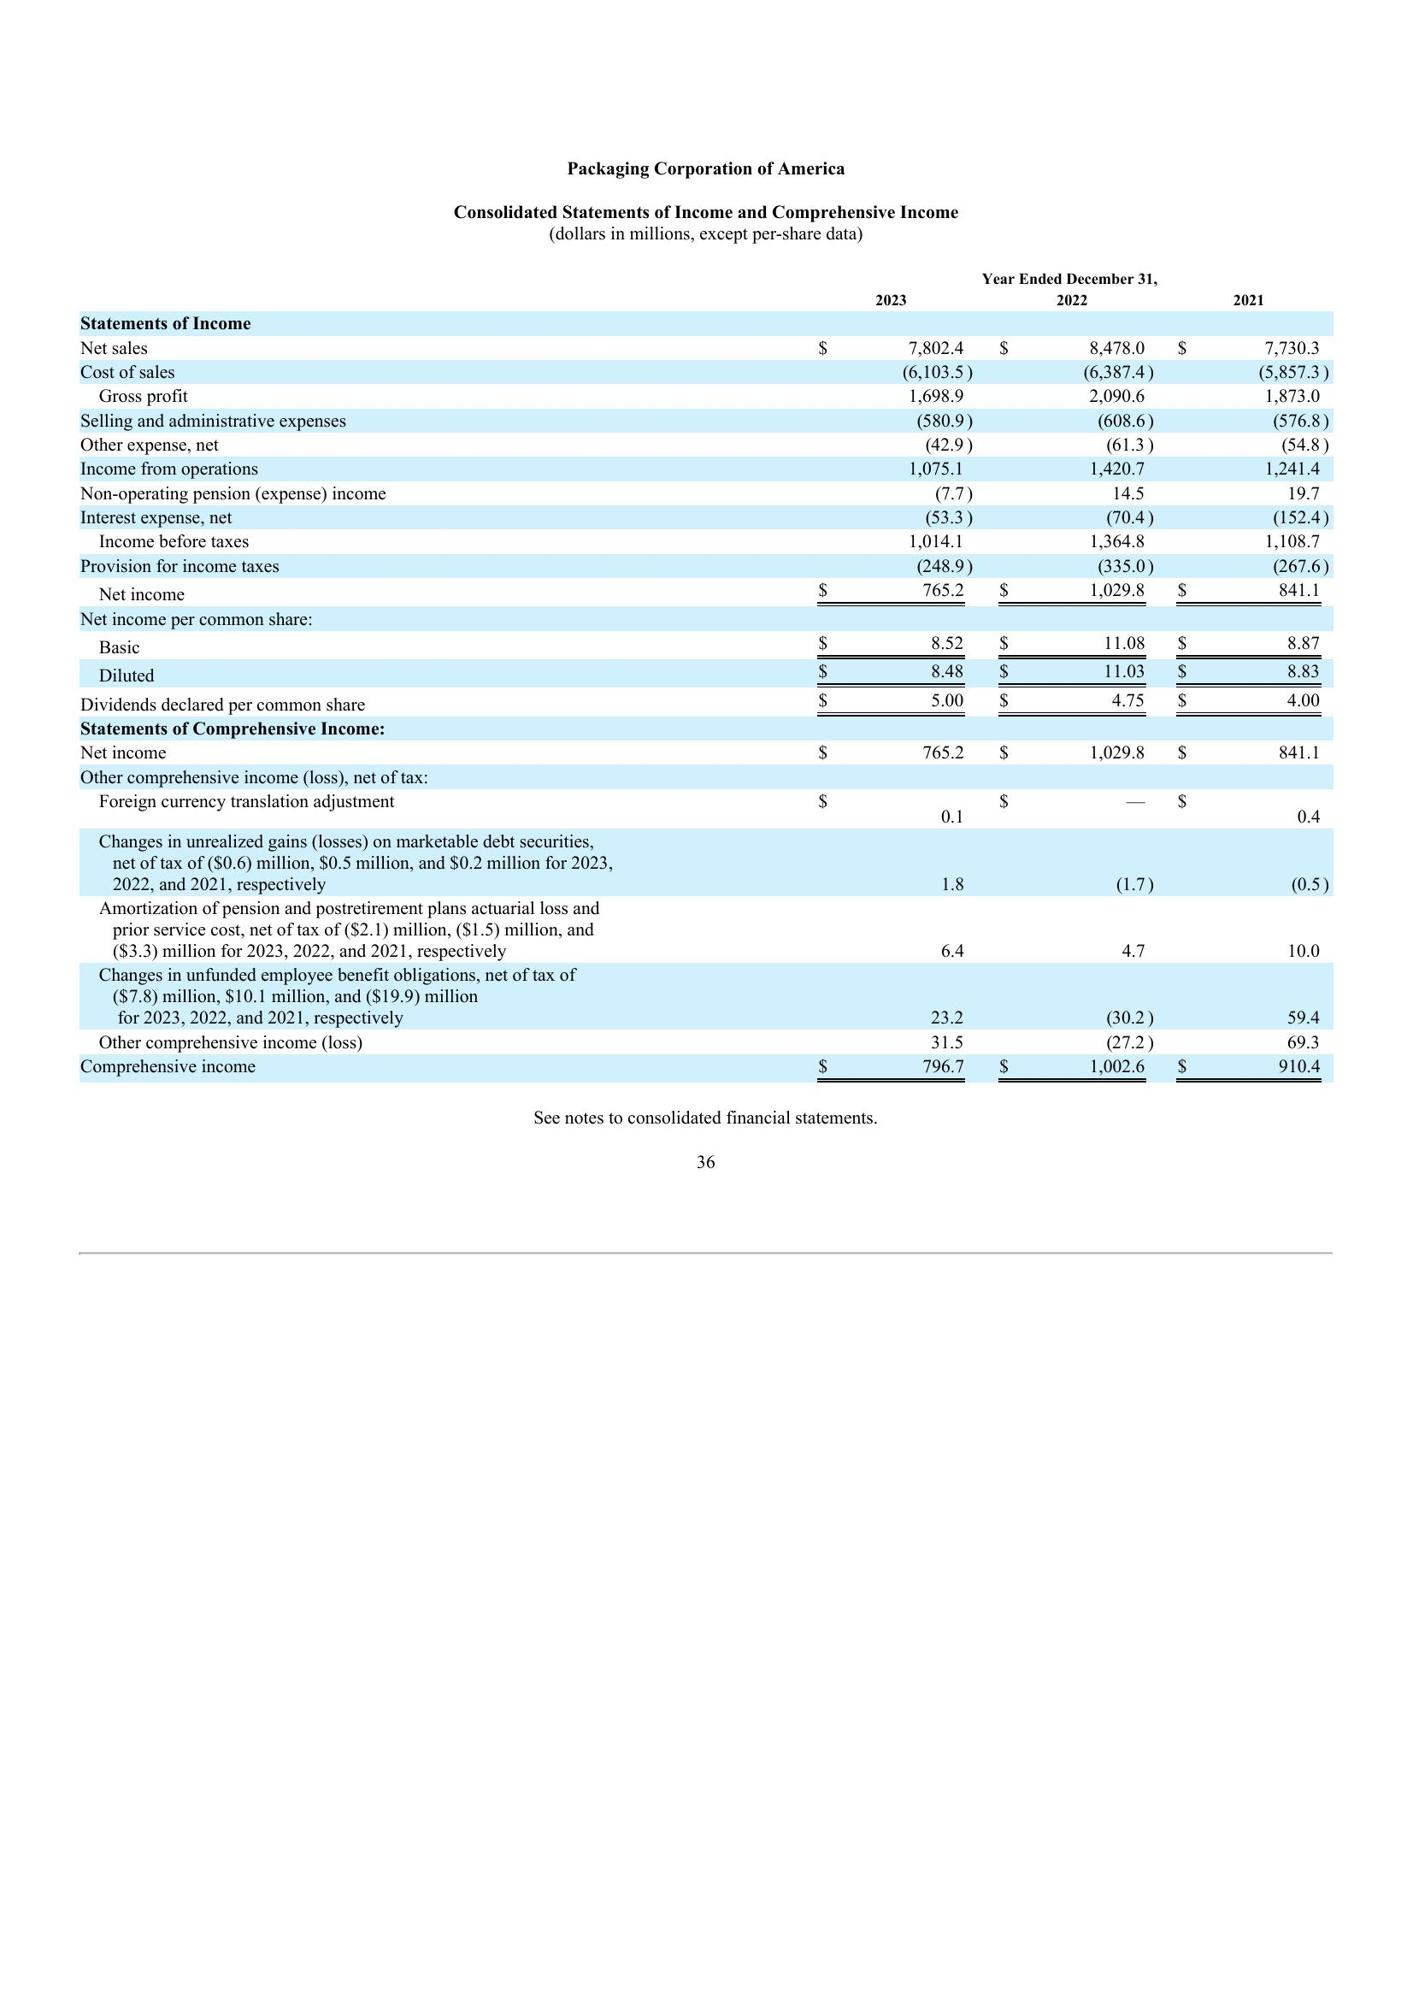 Packaging Corporation of America
Consolidated Statements of Income and Comprehensive Income
(dollars in millions, except per-share data)
Year Ended December 31,
2023 2022 2021
Statements of Income
Net sales $ 7,802.4 $ 8,478.0 $ 7,730.3
Cost of sales (6,103.5 ) (6,387.4 ) (5,857.3 )
Gross profit 1,698.9 2,090.6 1,873.0
Selling and administrative expenses (580.9 ) (608.6 ) (576.8 )
Other expense, net (42.9 ) (61.3 ) (54.8 )
Income from operations 1,075.1 1,420.7 1,241.4
Non-operating pension (expense) income (7.7 ) 14.5 19.7
Interest expense, net (53.3 ) (70.4 ) (152.4 )
Income before taxes 1,014.1 1,364.8 1,108.7
Provision for income taxes (248.9 ) (335.0 ) (267.6 )
Net income $ 765.2 $ 1,029.8 $ 841.1
Net income per common share:
Basic $ 8.52 $ 11.08 $ 8.87
Diluted $ 8.48 $ 11.03 $ 8.83
Dividends declared per common share $ 5.00 $ 4.75 $ 4.00
Statements of Comprehensive Income:
Net income $ 765.2 $ 1,029.8 $ 841.1
Other comprehensive income (loss), net of tax:
Foreign currency translation adjustment $ 0.1 $ — $ 0.4
Changes in unrealized gains (losses) on marketable debt securities,
net of tax of ($0.6) million, $0.5 million, and $0.2 million for 2023,
2022, and 2021, respectively 1.8 (1.7 ) (0.5 )
Amortization of pension and postretirement plans actuarial loss and
prior service cost, net of tax of ($2.1) million, ($1.5) million, and
($3.3) million for 2023, 2022, and 2021, respectively 6.4 4.7 10.0
Changes in unfunded employee benefit obligations, net of tax of
($7.8) million, $10.1 million, and ($19.9) million
for 2023, 2022, and 2021, respectively 23.2 (30.2 ) 59.4
Other comprehensive income (loss) 31.5 (27.2 ) 69.3
Comprehensive income $ 796.7 $ 1,002.6 $ 910.4
See notes to consolidated financial statements.
36